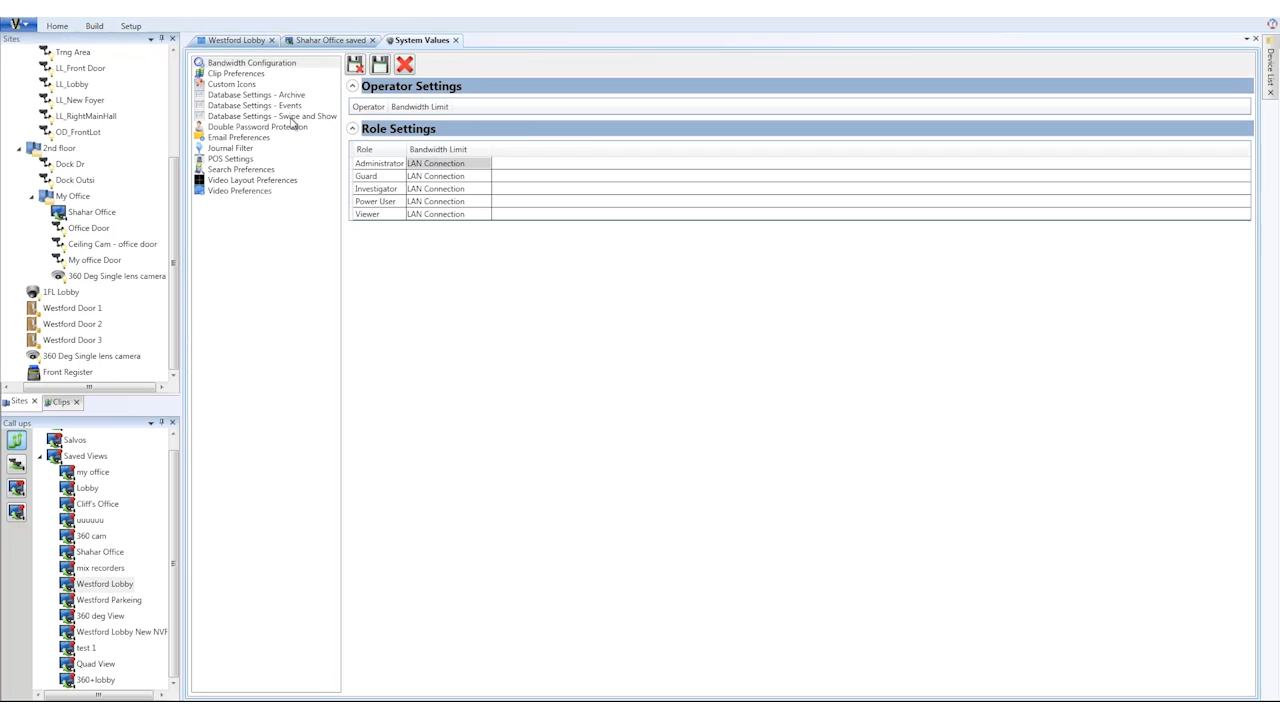 Home Build Setup
Sites
Trng Area
LL_Front Door
LL_Lobby
LL_New Foyer
LL_RightMainHall
OD_FrontLot
2nd floor
Dock Dr
Dock Outsi
My Office
Shahar Office
Office Door
Ceiling Cam - office door
My office Door
360 Deg Single lens camera
1FL Lobby
Westford Door 1
Westford Door 2
Westford Door 3
360 Deg Single lens camera
Front Register
Sites Clips
Call ups
Salvos
Saved Views
my office
Lobby
Cliff's Office
uuuuuu
360 cam
Shahar Office
mix recorders
Westford Lobby
Westford Parkeing
360 deg View
Westford Lobby New NVF
test 1
Quad View
360+lobby
Westford Lobby Shahar Office saved System Values
Bandwidth Configuration
Clip Preferences
Custom Icons
Database Settings - Archive
Database Settings - Events
Database Settings - Swipe and Show
Double Password Protection
Email Preferences
Journal Filter
POS Settings
Search Preferences
Video Layout Preferences
Video Preferences
Operator Settings
Operator Bandwidth Limit
Role Settings
Role Bandwidth Limit
Administrator LAN Connection
Guard LAN Connection
Investigator LAN Connection
Power User LAN Connection
Viewer LAN Connection
Device List